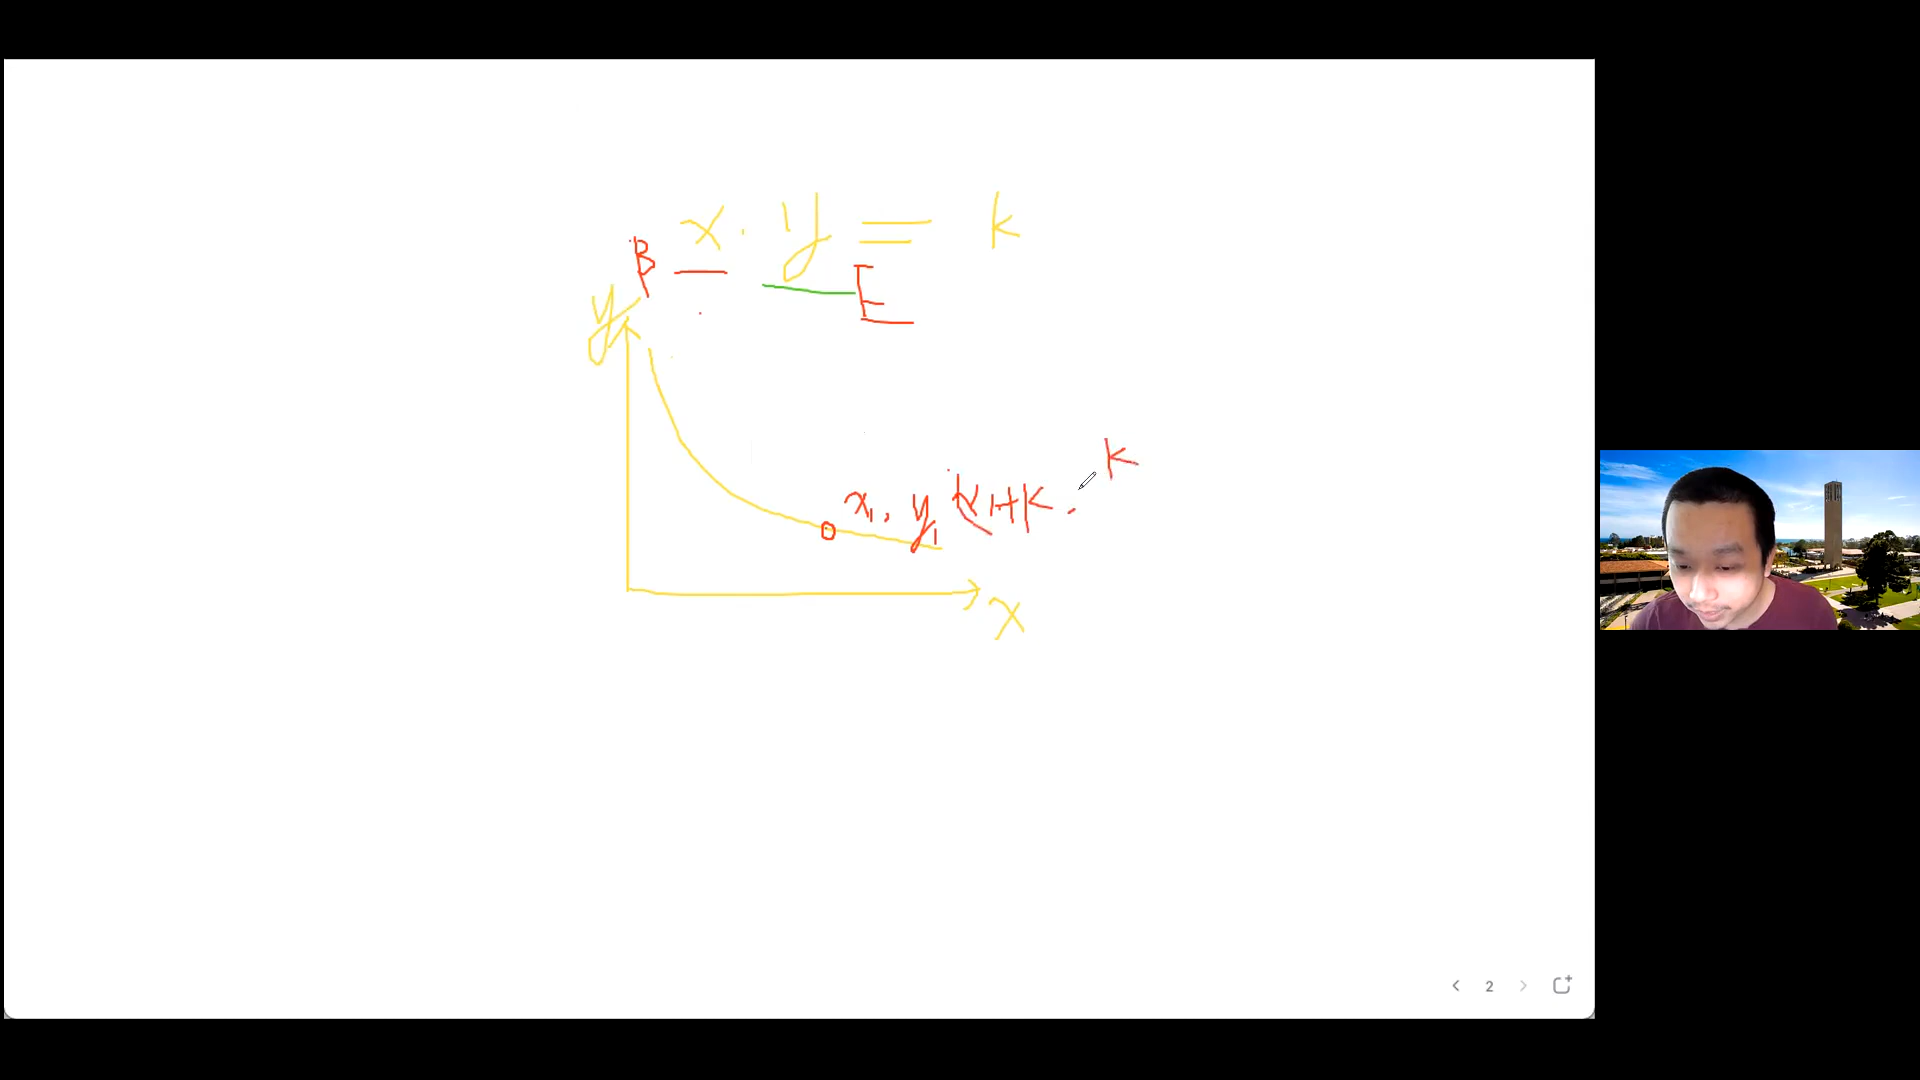 x . y = k
B E
y
k
x1 . y1
x
2